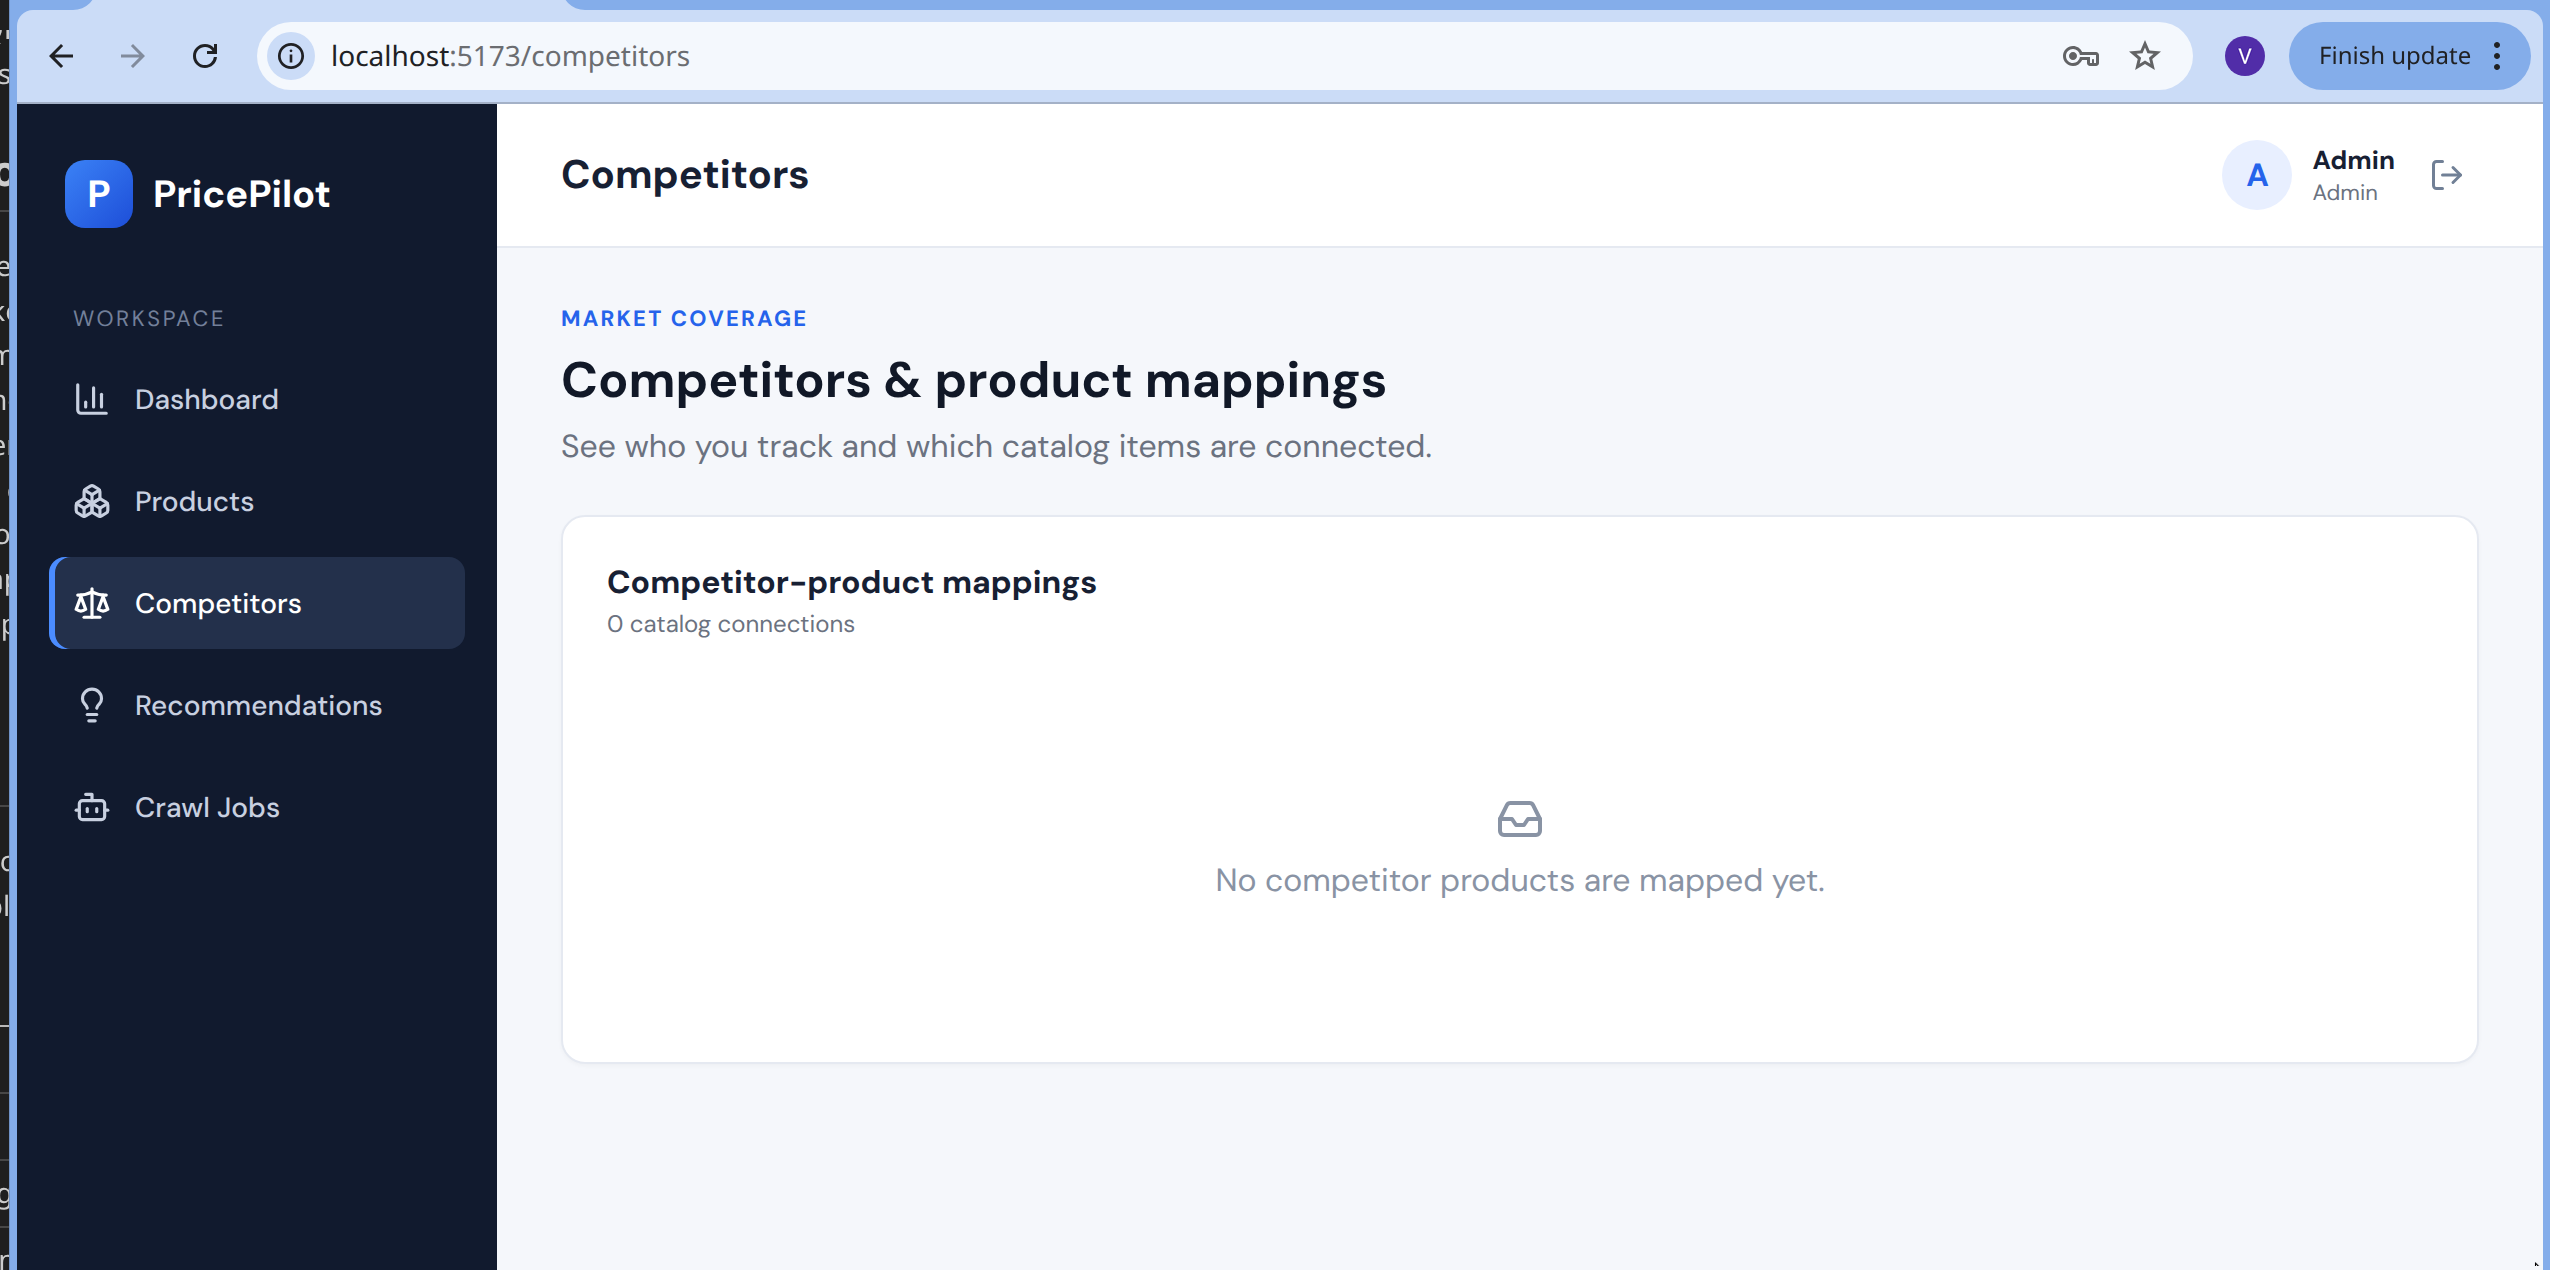 localhost:5173/competitors
V
Finish update
P
PricePilot
WORKSPACE
Dashboard
Products
Competitors
Recommendations
Crawl Jobs
Competitors
A
Admin
Admin
MARKET COVERAGE
Competitors & product mappings
See who you track and which catalog items are connected.
Competitor-product mappings
0 catalog connections
No competitor products are mapped yet.